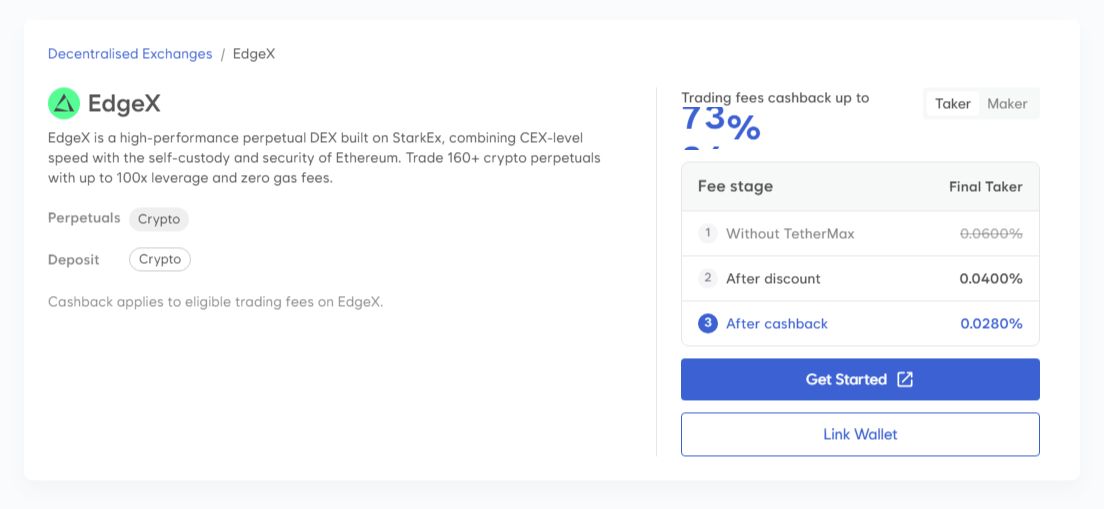 Decentralised Exchanges / EdgeX
EdgeX
EdgeX is a high-performance perpetual DEX built on StarkEx, combining CEX-level
speed with the self-custody and security of Ethereum. Trade 160+ crypto perpetuals
with up to 100x leverage and zero gas fees.
Perpetuals Crypto
Deposit Crypto
Cashback applies to eligible trading fees on EdgeX.
Trading fees cashback up to
Taker Maker
73%
Fee stage Final Taker
1 Without TetherMax 0.0600%
2 After discount 0.0400%
3 After cashback 0.0280%
Get Started
Link Wallet